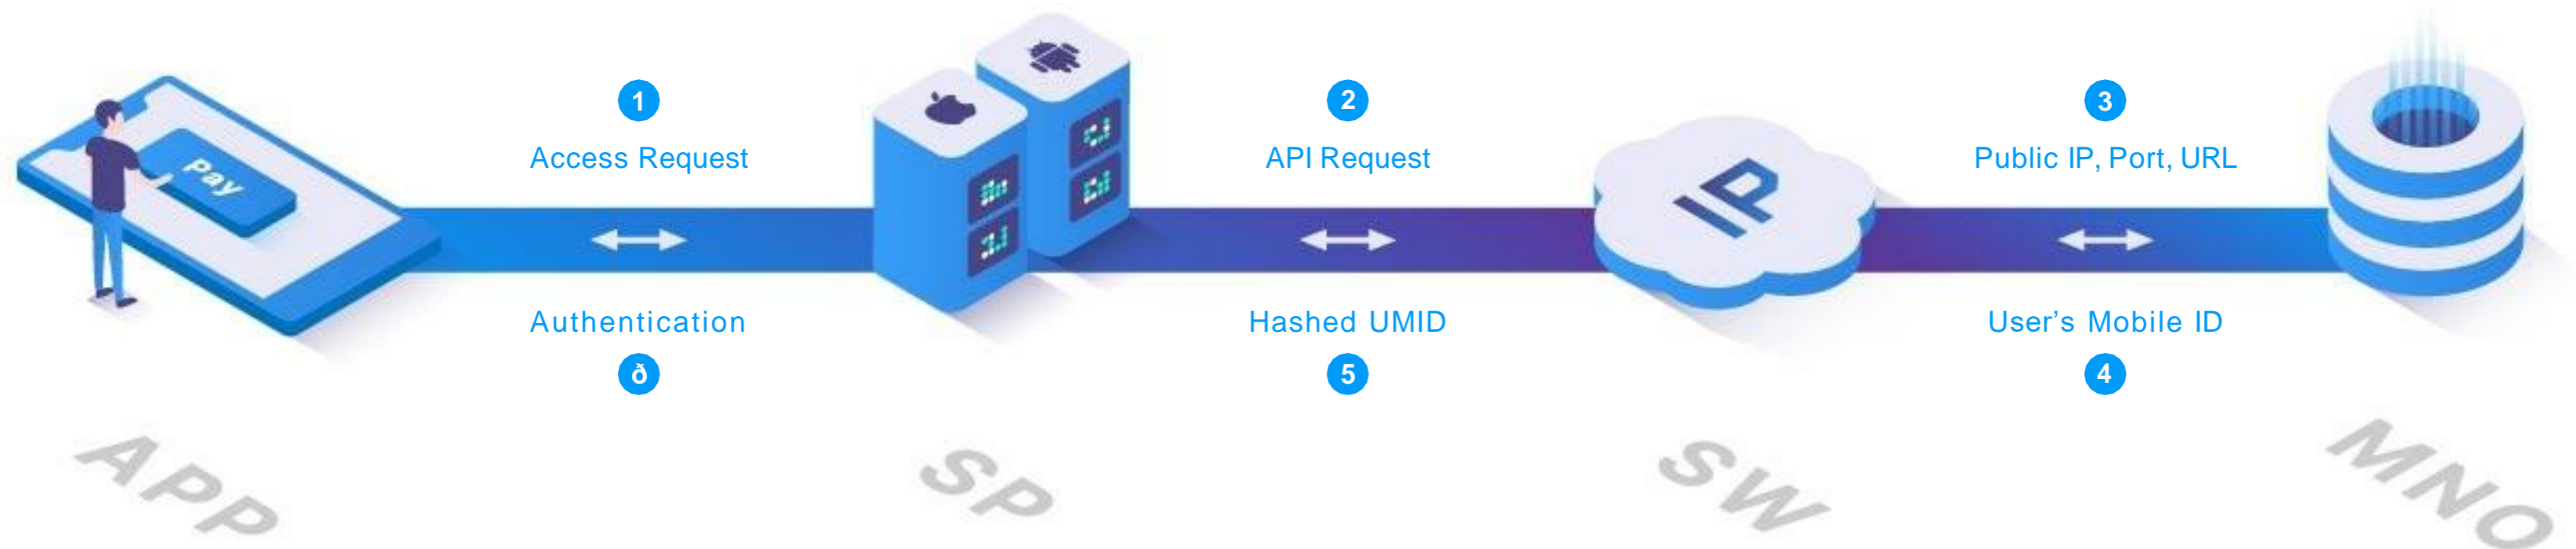 1
Access Request
2
API Request
3
Public IP, Port, URL
Pay
IP
Authentication
ð
Hashed UMID
5
User's Mobile ID
4
APP
SP
SW
MNO